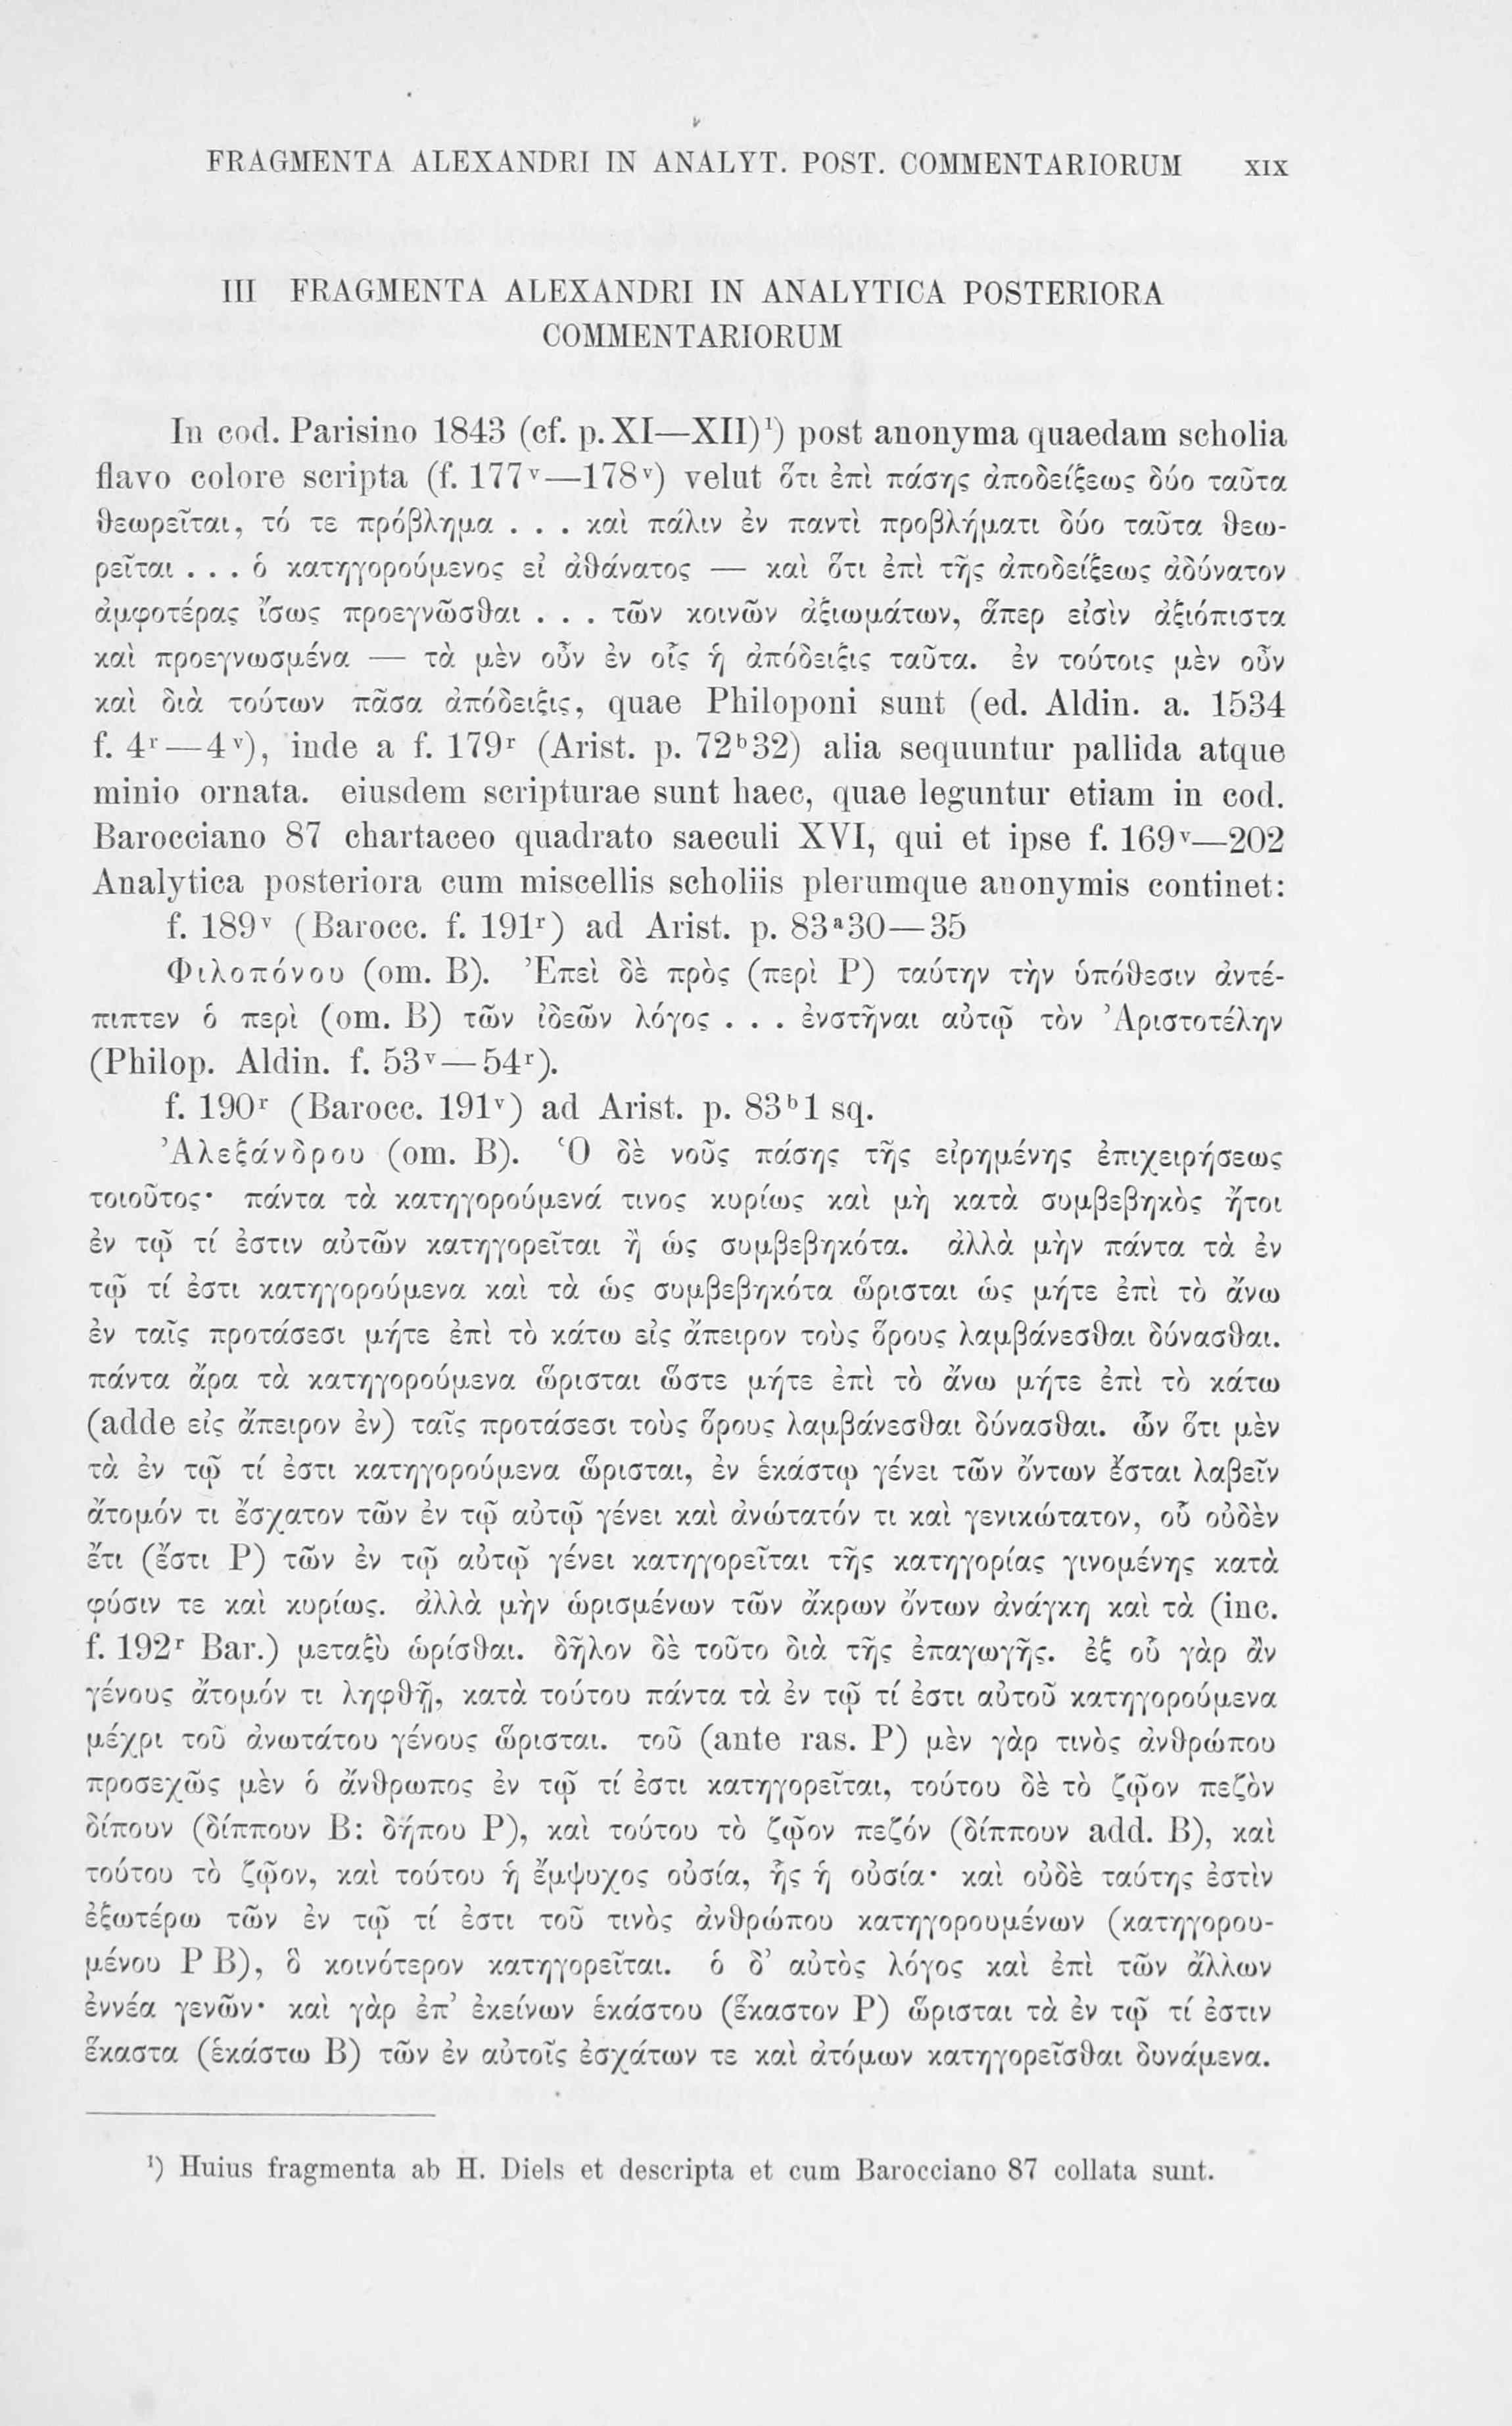 FRAGMENTA ALEXANDRI IN ANALYT. POST. COMMENTARIORUM XIX
III FRAGMENTA ALEXANDRI IN ANALYTICA POSTERIORA
COMMENTARIORUM
In cod. Parisino 1843 (cf. p. XI—XII)¹) post anonyma quaedam scholia
flavo colore scripta (f. 177ᵛ—178ᵛ) velut ὅτι ἐπὶ πάσης ἀποδείξεως δύο ταῦτα
θεωρεῖται, τό τε πρόβλημα . . . καὶ πάλιν ἐν παντὶ προβλήματι δύο ταῦτα θεω-
ρεῖται . . . ὁ κατηγορούμενος εἰ ἀθάνατος — καὶ ὅτι ἐπὶ τῆς ἀποδείξεως ἀδύνατον
ἀμφοτέρας ἴσως προεγνῶσθαι . . . τῶν κοινῶν ἀξιωμάτων, ἅπερ εἰσὶν ἀξιόπιστα
καὶ προεγνωσμένα — τὰ μὲν οὖν ἐν οἷς ἡ ἀπόδειξις ταῦτα. ἐν τούτοις μὲν οὖν
καὶ διὰ τούτων πᾶσα ἀπόδειξις, quae Philoponi sunt (ed. Aldin. a. 1534
f. 4ʳ—4ᵛ), inde a f. 179ʳ (Arist. p. 72ᵇ32) alia sequuntur pallida atque
minio ornata. eiusdem scripturae sunt haec, quae leguntur etiam in cod.
Barocciano 87 chartaceo quadrato saeculi XVI, qui et ipse f. 169ᵛ—202
Analytica posteriora cum miscellis scholiis plerumque anonymis continet:
f. 189ᵛ (Barocc. f. 191ʳ) ad Arist. p. 83ᵃ30—35
Φιλοπόνου (om. B). Ἐπεὶ δὲ πρὸς (περὶ P) ταύτην τὴν ὑπόθεσιν ἀντέ-
πιπτεν ὁ περὶ (om. B) τῶν ἰδεῶν λόγος . . . ἐνστῆναι αὐτῷ τὸν Ἀριστοτέλην
(Philop. Aldin. f. 53ᵛ—54ʳ).
f. 190ʳ (Barocc. 191ᵛ) ad Arist. p. 83ᵇ1 sq.
Ἀλεξάνδρου (om. B). Ὁ δὲ νοῦς πάσης τῆς εἰρημένης ἐπιχειρήσεως
τοιοῦτος· πάντα τὰ κατηγορούμενά τινος κυρίως καὶ μὴ κατὰ συμβεβηκὸς ἤτοι
ἐν τῷ τί ἐστιν αὐτῶν κατηγορεῖται ἢ ὡς συμβεβηκότα. ἀλλὰ μὴν πάντα τὰ ἐν
τῷ τί ἐστι κατηγορούμενα καὶ τὰ ὡς συμβεβηκότα ὥρισται ὡς μήτε ἐπὶ τὸ ἄνω
ἐν ταῖς προτάσεσι μήτε ἐπὶ τὸ κάτω εἰς ἄπειρον τοὺς ὅρους λαμβάνεσθαι δύνασθαι.
πάντα ἄρα τὰ κατηγορούμενα ὥρισται ὥστε μήτε ἐπὶ τὸ ἄνω μήτε ἐπὶ τὸ κάτω
(adde εἰς ἄπειρον ἐν) ταῖς προτάσεσι τοὺς ὅρους λαμβάνεσθαι δύνασθαι. ὧν ὅτι μὲν
τὰ ἐν τῷ τί ἐστι κατηγορούμενα ὥρισται, ἐν ἑκάστῳ γένει τῶν ὄντων ἔσται λαβεῖν
ἄτομόν τι ἔσχατον τῶν ἐν τῷ αὐτῷ γένει καὶ ἀνώτατόν τι καὶ γενικώτατον, οὗ οὐδὲν
ἔτι (ἔστι P) τῶν ἐν τῷ αὐτῷ γένει κατηγορεῖται τῆς κατηγορίας γινομένης κατὰ
φύσιν τε καὶ κυρίως. ἀλλὰ μὴν ὡρισμένων τῶν ἄκρων ὄντων ἀνάγκη καὶ τὰ (inc.
f. 192ʳ Bar.) μεταξὺ ὡρίσθαι. δῆλον δὲ τοῦτο διὰ τῆς ἐπαγωγῆς. ἐξ οὗ γὰρ ἂν
γένους ἄτομόν τι ληφθῇ, κατὰ τούτου πάντα τὰ ἐν τῷ τί ἐστι αὐτοῦ κατηγορούμενα
μέχρι τοῦ ἀνωτάτου γένους ὥρισται. τοῦ (ante ras. P) μὲν γὰρ τινὸς ἀνθρώπου
προσεχῶς μὲν ὁ ἄνθρωπος ἐν τῷ τί ἐστι κατηγορεῖται, τούτου δὲ τὸ ζῷον πεζὸν
δίπουν (δίππουν B: δήπου P), καὶ τούτου τὸ ζῷον πεζόν (δίππουν add. B), καὶ
τούτου τὸ ζῷον, καὶ τούτου ἡ ἔμψυχος οὐσία, ἧς ἡ οὐσία· καὶ οὐδὲ ταύτης ἐστὶν
ἐξωτέρω τῶν ἐν τῷ τί ἐστι τοῦ τινὸς ἀνθρώπου κατηγορουμένων (κατηγορου-
μένου P B), ὃ κοινότερον κατηγορεῖται. ὁ δ’ αὐτὸς λόγος καὶ ἐπὶ τῶν ἄλλων
ἐννέα γενῶν· καὶ γὰρ ἐπ’ ἐκείνων ἑκάστου (ἕκαστον P) ὥρισται τὰ ἐν τῷ τί ἐστιν
ἕκαστα (ἑκάστω B) τῶν ἐν αὐτοῖς ἐσχάτων τε καὶ ἀτόμων κατηγορεῖσθαι δυνάμενα.
¹) Huius fragmenta ab H. Diels et descripta et cum Barocciano 87 collata sunt.